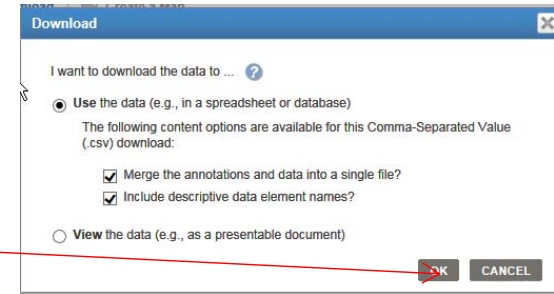 Download
I want to download the data to ... ?
Use the data (e.g., in a spreadsheet or database)
The following content options are available for this Comma-Separated Value
(.csv) download:
Merge the annotations and data into a single file?
Include descriptive data element names?
View the data (e.g., as a presentable document)
OK CANCEL